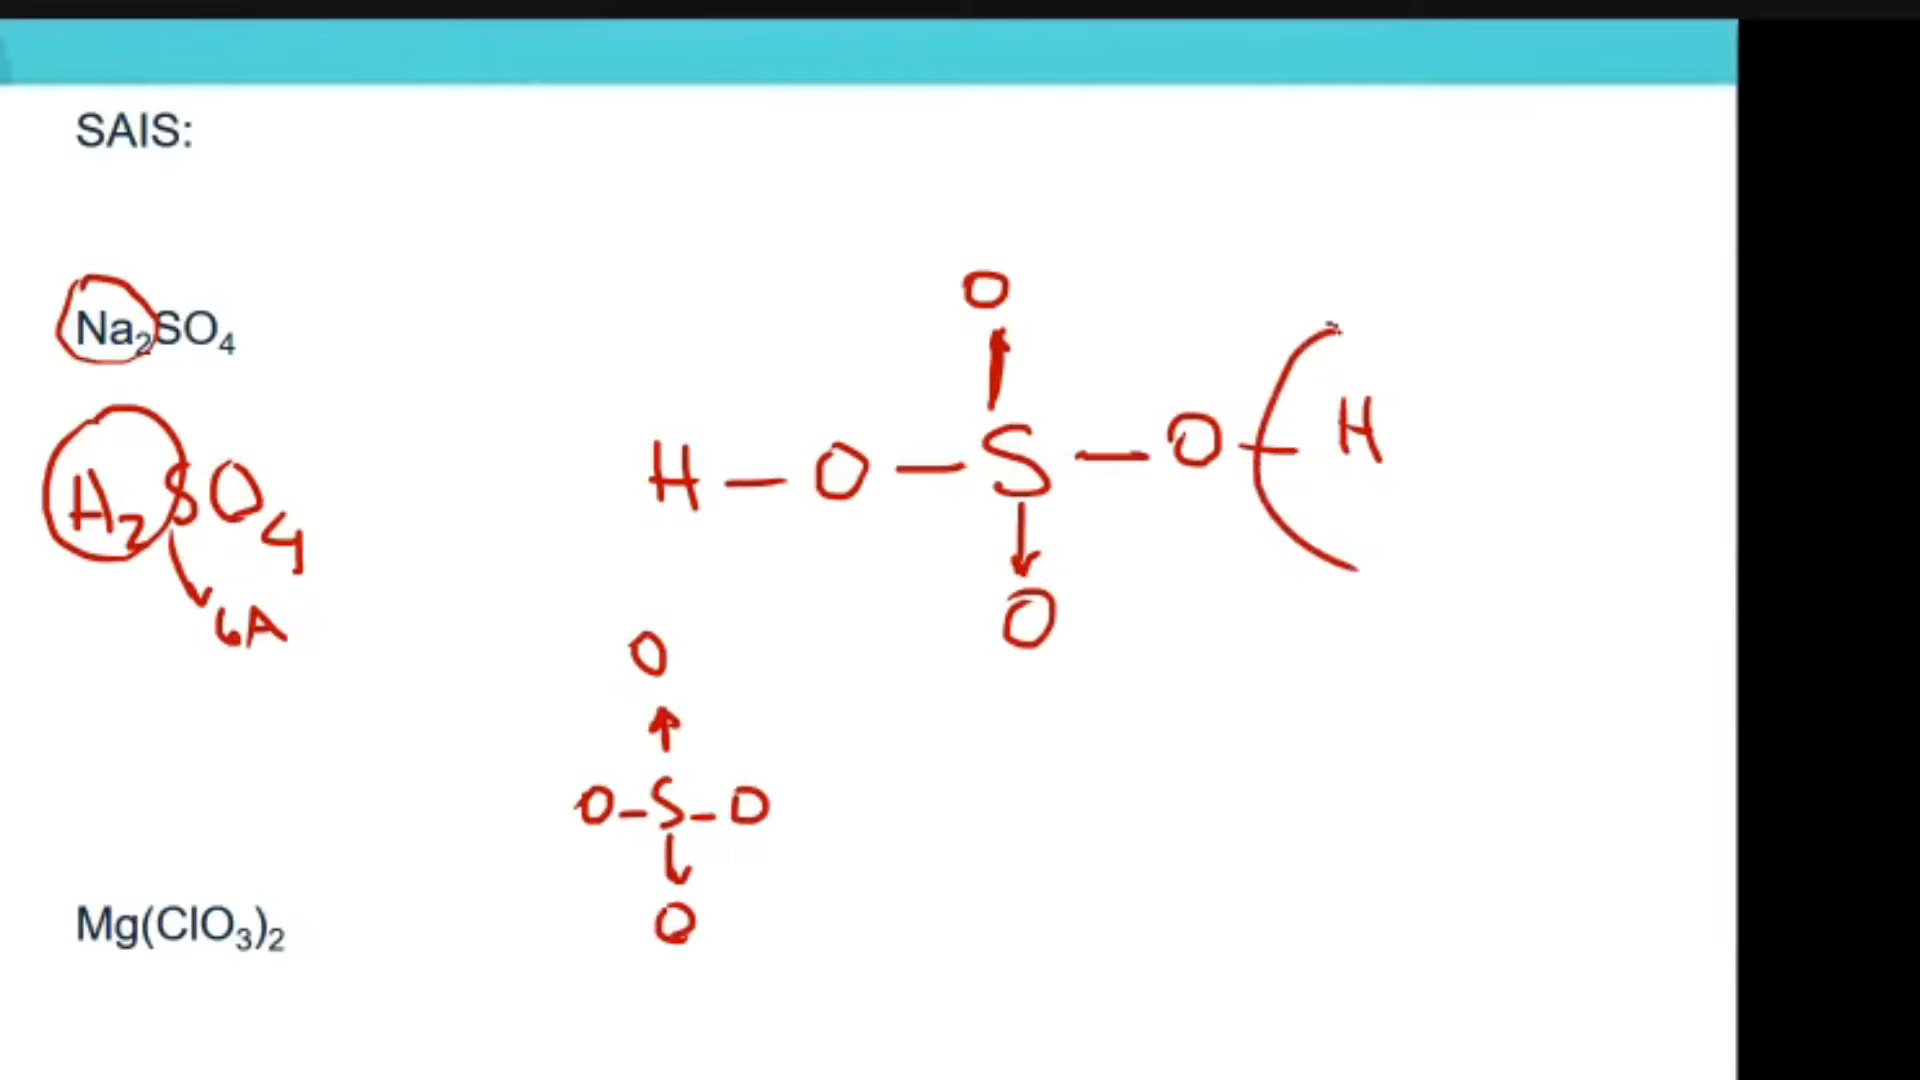 SAIS:
Na₂SO₄
H₂SO₄
6A
O
H–O–S–O–H
O
O
O–S–O
O
Mg(ClO₃)₂